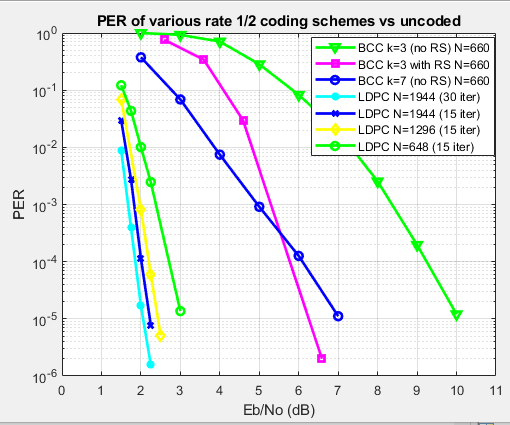 PER of various rate 1/2 coding schemes vs uncoded
BCC k=3 (no RS) N=660
BCC k=3 with RS N=660
BCC k=7 (no RS) N=660
LDPC N=1944 (30 iter)
LDPC N=1944 (15 iter)
LDPC N=1296 (15 iter)
LDPC N=648 (15 iter)
PER
10^0
10^-1
10^-2
10^-3
10^-4
10^-5
10^-6
0 1 2 3 4 5 6 7 8 9 10 11
Eb/No (dB)